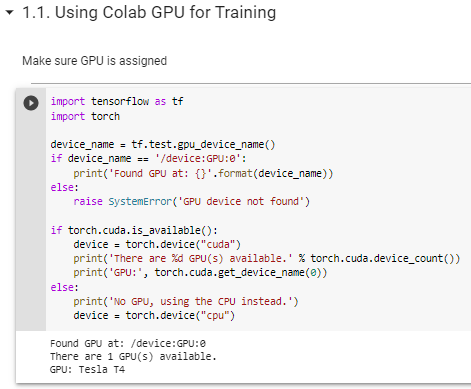 1.1. Using Colab GPU for Training
Make sure GPU is assigned
import tensorflow as tf
import torch
device_name = tf.test.gpu_device_name()
if device_name == '/device:GPU:0':
    print('Found GPU at: {}'.format(device_name))
else:
    raise SystemError('GPU device not found')
if torch.cuda.is_available():
    device = torch.device("cuda")
    print('There are %d GPU(s) available.' % torch.cuda.device_count())
    print('GPU:', torch.cuda.get_device_name(0))
else:
    print('No GPU, using the CPU instead.')
    device = torch.device("cpu")
Found GPU at: /device:GPU:0
There are 1 GPU(s) available.
GPU: Tesla T4